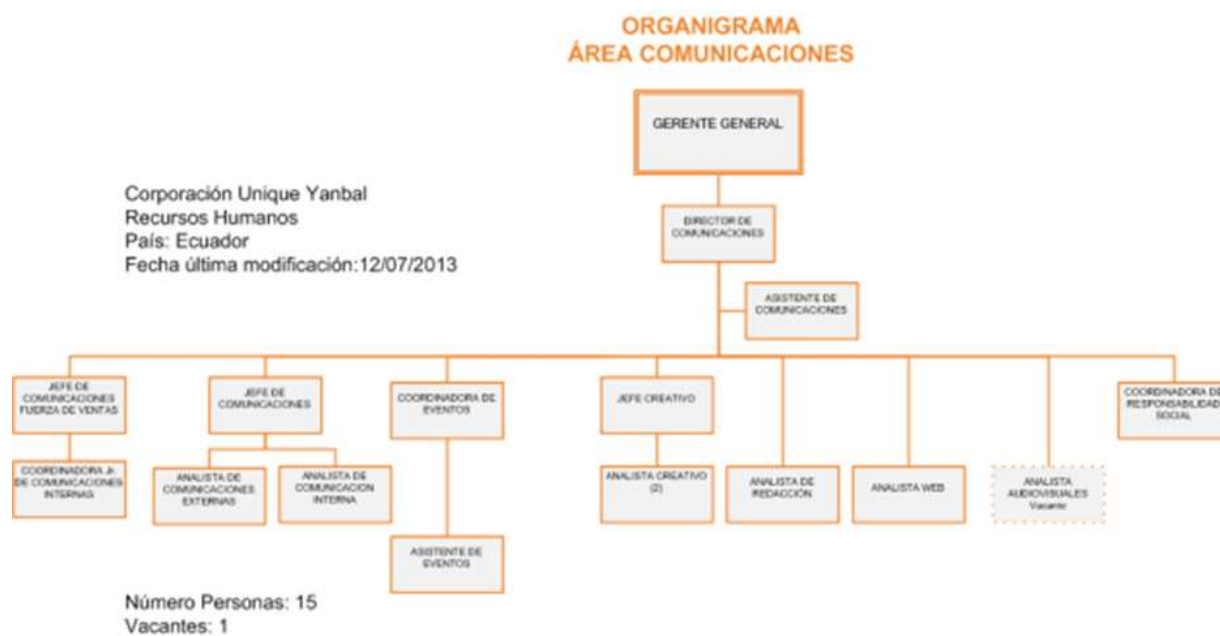 ORGANIGRAMA
ÁREA COMUNICACIONES
GERENTE GENERAL
Corporación Unique Yanbal
Recursos Humanos
País: Ecuador
Fecha última modificación:12/07/2013
DIRECTOR DE
COMUNICACIONES
ASISTENTE DE
COMUNICACIONES
JEFE DE
COMUNICACIONES
FUERZA DE VENTAS
JEFE DE
COMUNICACIONES
COORDINADORA DE
EVENTOS
JEFE CREATIVO
COORDINADORA DE
RESPONSABILIDAD
SOCIAL
COORDINADORA Jr.
DE COMUNICACIONES
INTERNAS
ANALISTA DE
COMUNICACIONES
EXTERNAS
ANALISTA DE
COMUNICACION
INTERNA
ANALISTA CREATIVO
(2)
ANALISTA DE
REDACCIÓN
ANALISTA WEB
ANALISTA
AUDIOVISUALES
Vacante
ASISTENTE DE
EVENTOS
Número Personas: 15
Vacantes: 1